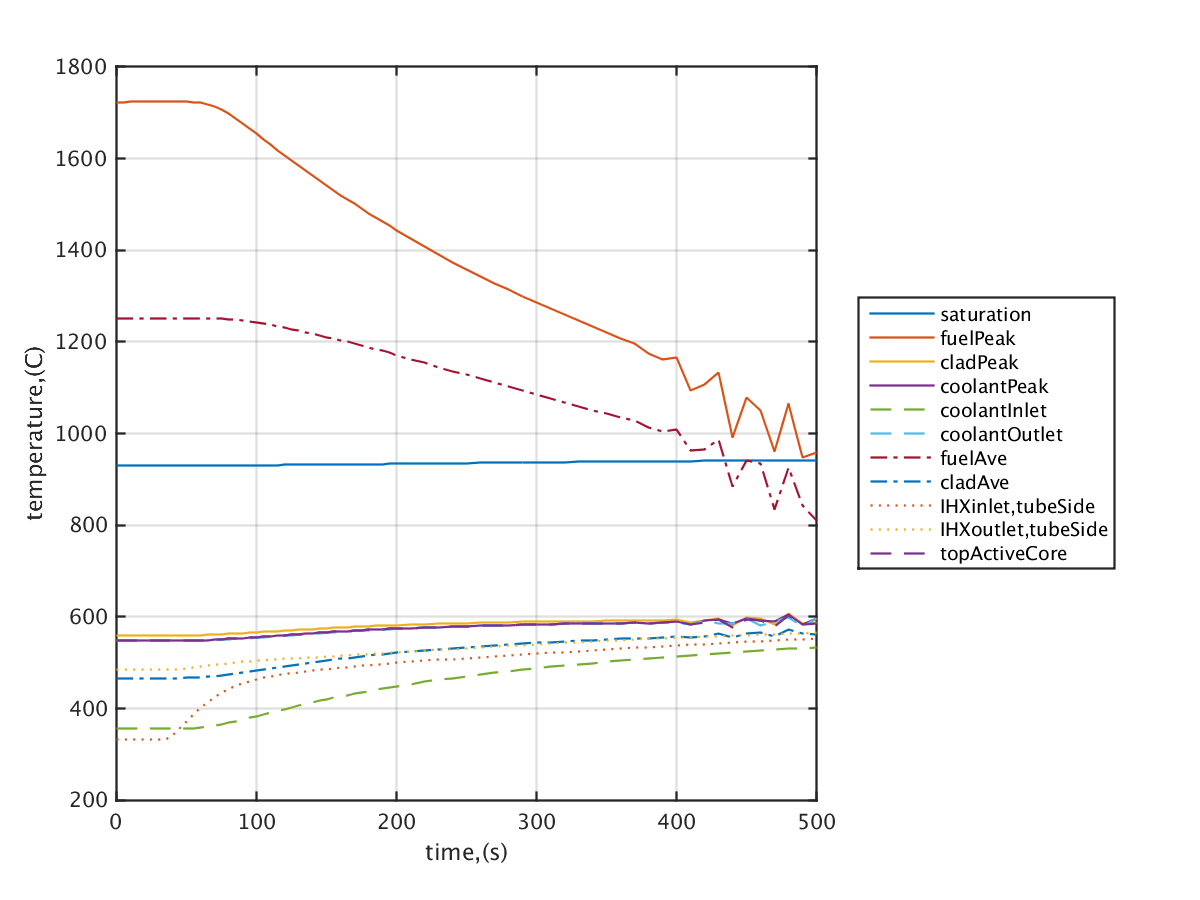 1800
1600
1400
1200
1000
800
600
400
200
temperature,(C)
0 100 200 300 400 500
time,(s)
saturation
fuelPeak
cladPeak
coolantPeak
coolantInlet
coolantOutlet
fuelAve
cladAve
IHXinlet,tubeSide
IHXoutlet,tubeSide
topActiveCore